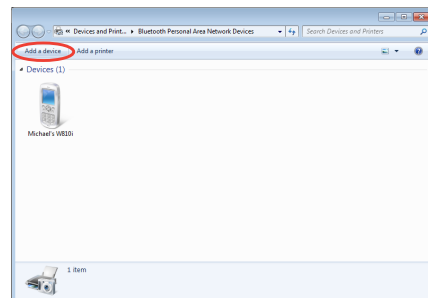 « Devices and Print... ▸ Bluetooth Personal Area Network Devices
Search Devices and Printers
Add a device
Add a printer
Devices (1)
Michael's W810i
1 item